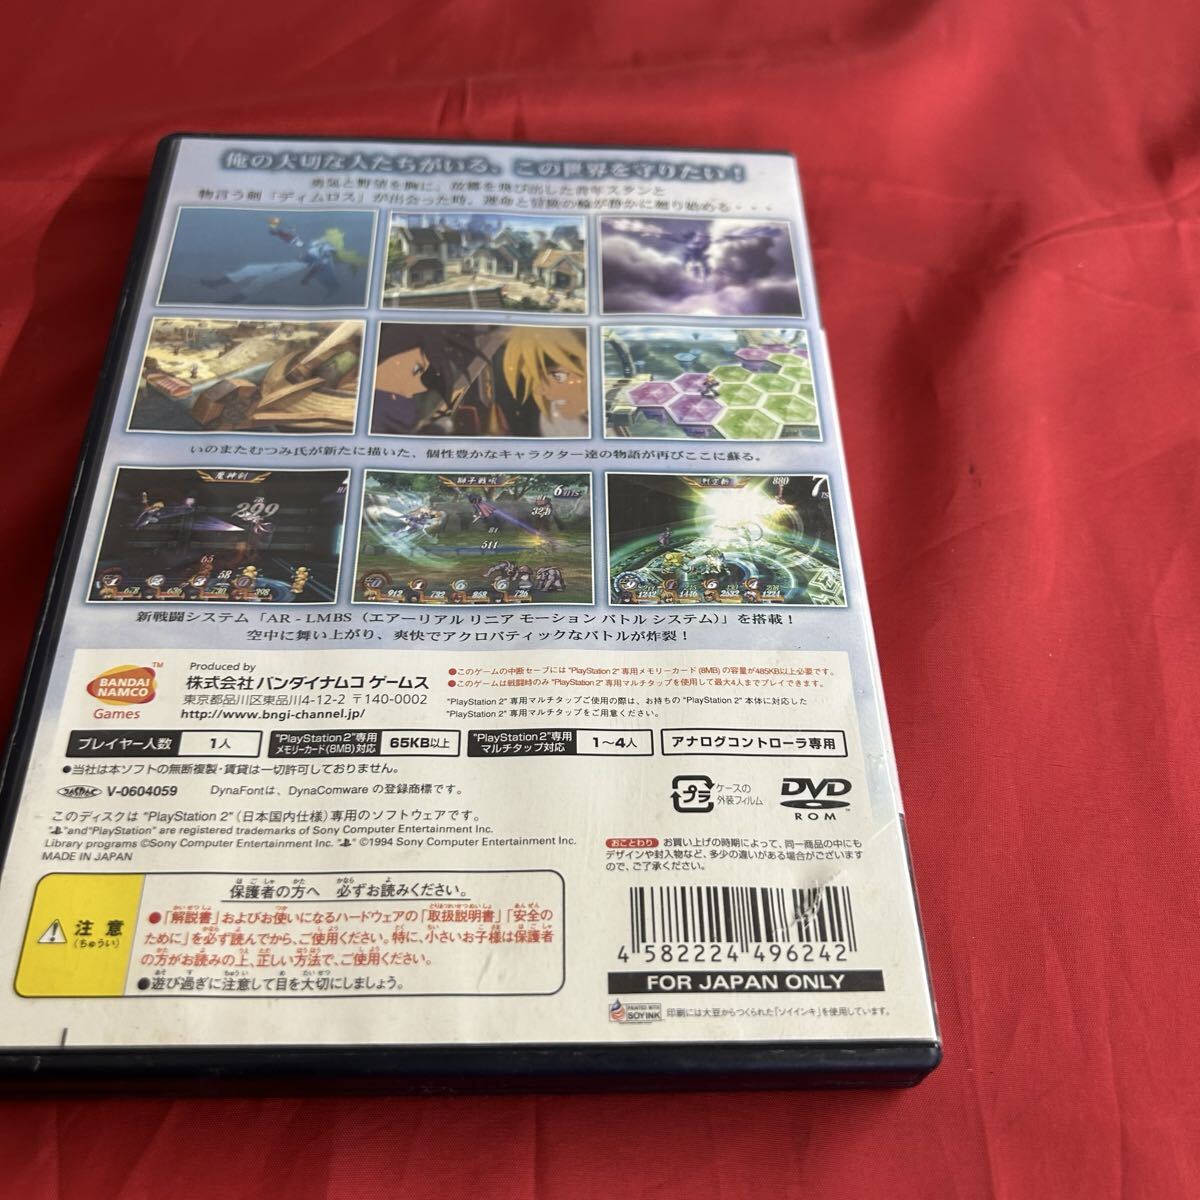 俺の大切な人たちがいる、この世界を守りたい！
勇気と野望を胸に、故郷を飛び出した青年スタンと
物言う剣「ディムロス」が出会った時、運命と冒険の輪が静かに廻り始める・・・
いのまたむつみ氏が新たに描いた、個性豊かなキャラクター達の物語が再びここに蘇る。
魔神剣
獅子戦吼
新戦闘システム「AR - LMBS（エアーリアル リニア モーション バトル システム）」を搭載！
空中に舞い上がり、爽快でアクロバティックなバトルが炸裂！
BANDAI
NAMCO
Games
TM
Produced by
株式会社 バンダイナムコ ゲームス
東京都品川区東品川4-12-2 〒140-0002
http://www.bngi-channel.jp/
●このゲームの中断セーブには "PlayStation 2" 専用メモリーカード(8MB) の容量が485KB以上必要です。
●このゲームは戦闘時のみ "PlayStation 2" 専用マルチタップを使用して最大4人までプレイできます。
"PlayStation 2" 専用マルチタップご使用の際は、お持ちの "PlayStation 2" 本体に対応した
"PlayStation 2" 専用マルチタップをご用意ください。
プレイヤー人数 1人
"PlayStation 2"専用
メモリーカード(8MB)対応 65KB以上
"PlayStation 2"専用
マルチタップ対応 1〜4人
アナログコントローラ専用
●当社は本ソフトの無断複製・賃貸は一切許可しておりません。
V-0604059 DynaFontは、DynaComware の登録商標です。
プラ
ケースの
外装フィルム
DVD
ROM
このディスクは "PlayStation 2" (日本国内仕様) 専用のソフトウェアです。
" "and"PlayStation" are registered trademarks of Sony Computer Entertainment Inc.
Library programs ©Sony Computer Entertainment Inc. " " ©1994 Sony Computer Entertainment Inc.
MADE IN JAPAN
おことわり お買い上げの時期によって、同一商品の中にも
デザインや封入物など、多少の違いがある場合がございます
ので、ご了承ください。
注意
(ちゅうい)
保護者の方へ 必ずお読みください。
●「解説書」およびお使いになるハードウェアの「取扱説明書」「安全の
ために」を必ず読んでから、ご使用ください。特に、小さいお子様は保護者
の方がお読みの上、正しい方法で、ご使用ください。
●遊び過ぎに注意して目を大切にしましょう。
4 582224 496242
FOR JAPAN ONLY
PRINTED WITH
SOY INK
印刷には大豆からつくられた「ソイインキ」を使用しています。